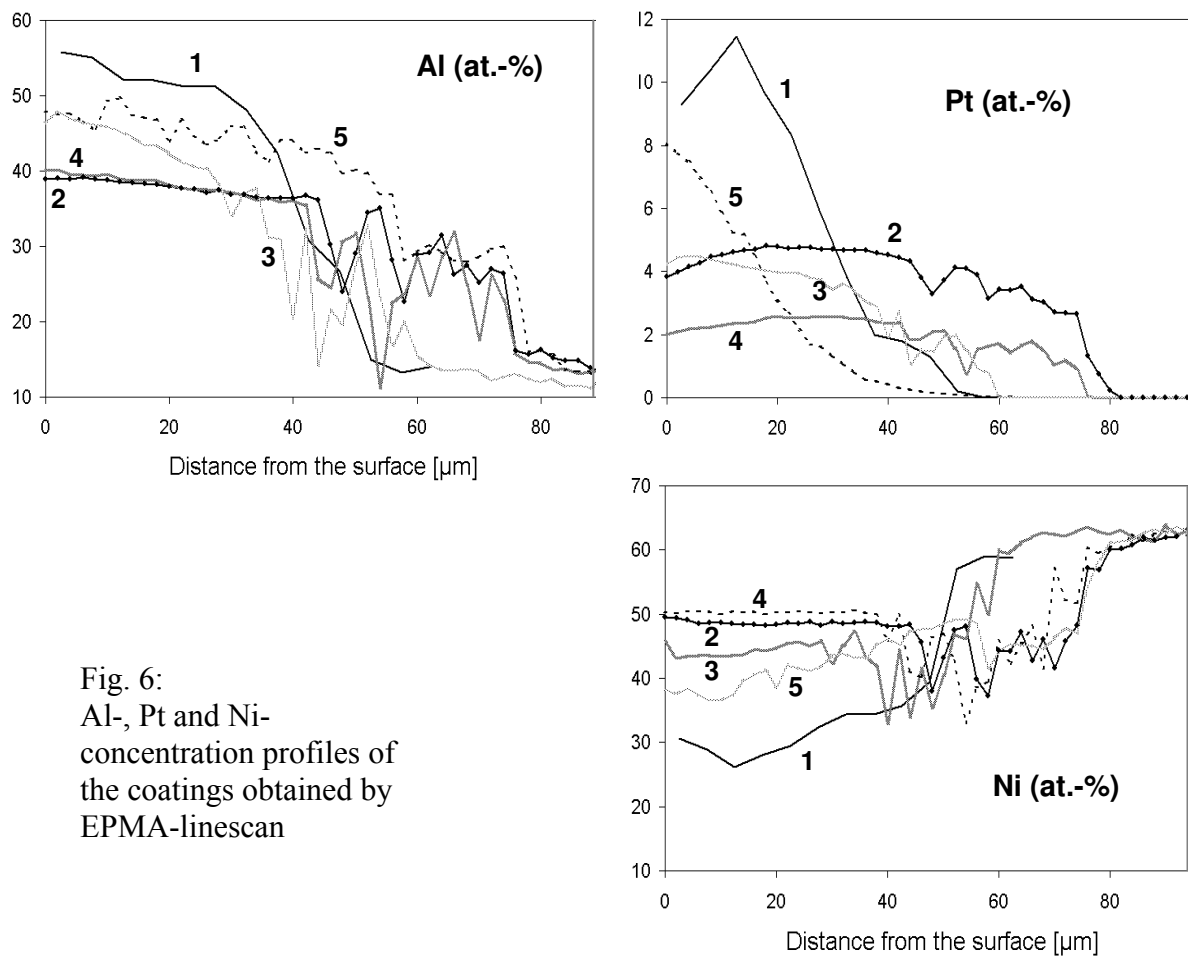 60
50
40
30
20
10
0 20 40 60 80
Distance from the surface [µm]
Al (at.-%)
1
5
4
2
3
12
10
8
6
4
2
0
0 20 40 60 80
Pt (at.-%)
1
5
2
3
4
70
60
50
40
30
20
10
0 20 40 60 80
Distance from the surface [µm]
Ni (at.-%)
4
2
3
5
1
Fig. 6:
Al-, Pt and Ni-
concentration profiles of
the coatings obtained by
EPMA-linescan